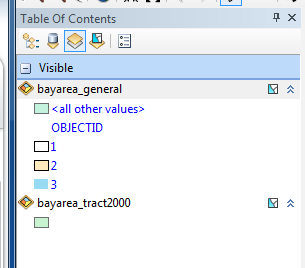 Table Of Contents
Visible
bayarea_general
<all other values>
OBJECTID
1
2
3
bayarea_tract2000